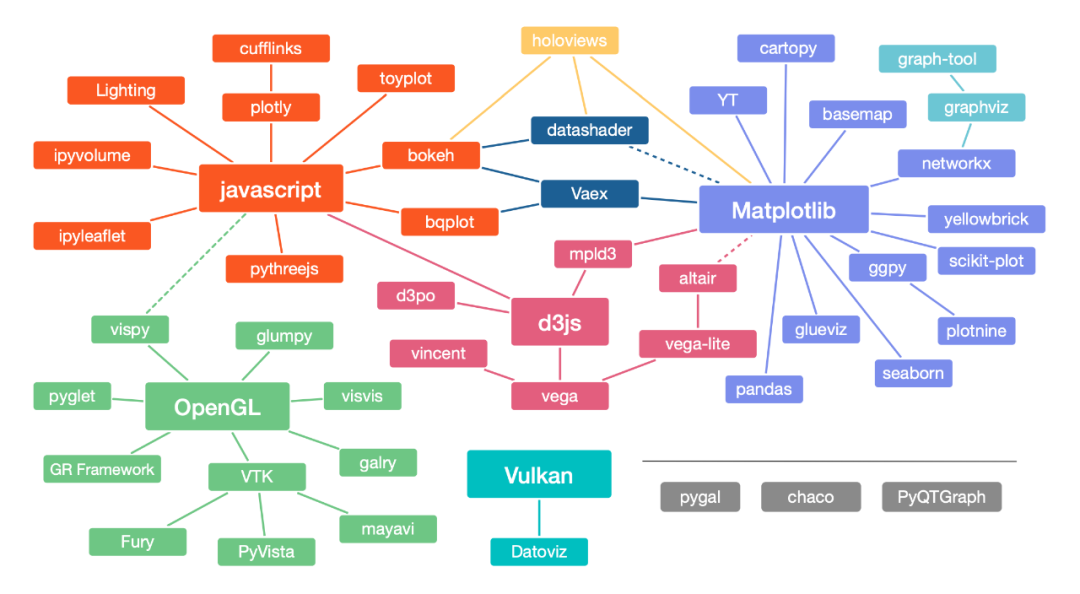 cufflinks
holoviews
cartopy
graph-tool
Lighting
toyplot
plotly
YT
graphviz
basemap
datashader
ipyvolume
bokeh
networkx
javascript
Vaex
Matplotlib
bqplot
yellowbrick
ipyleaflet
mpld3
scikit-plot
pythreejs
ggpy
altair
d3po
d3js
vispy
glumpy
glueviz
plotnine
vincent
vega-lite
seaborn
pyglet
OpenGL
visvis
vega
pandas
GR Framework
galry
VTK
Vulkan
pygal
chaco
PyQTGraph
mayavi
Fury
PyVista
Datoviz